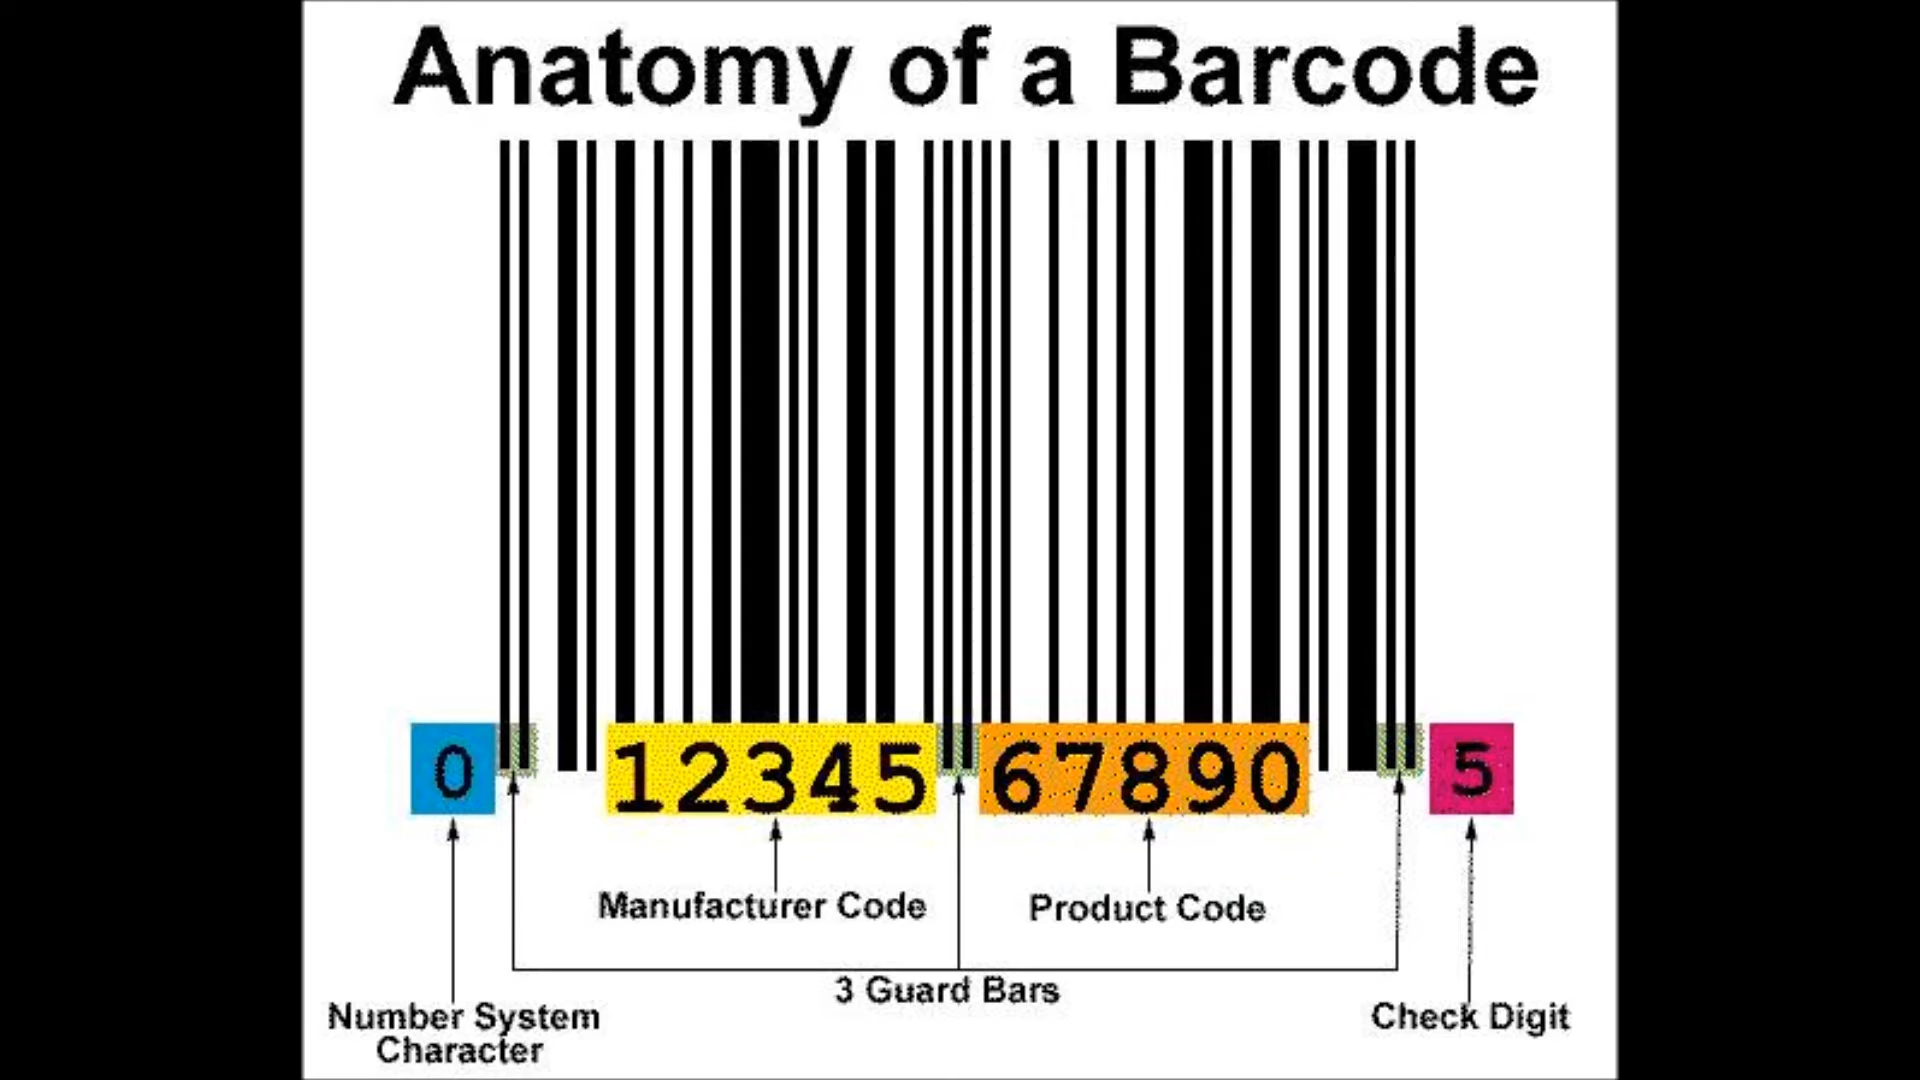 Anatomy of a Barcode
0 12345 67890 5
Manufacturer Code
Product Code
3 Guard Bars
Number System
Character
Check Digit